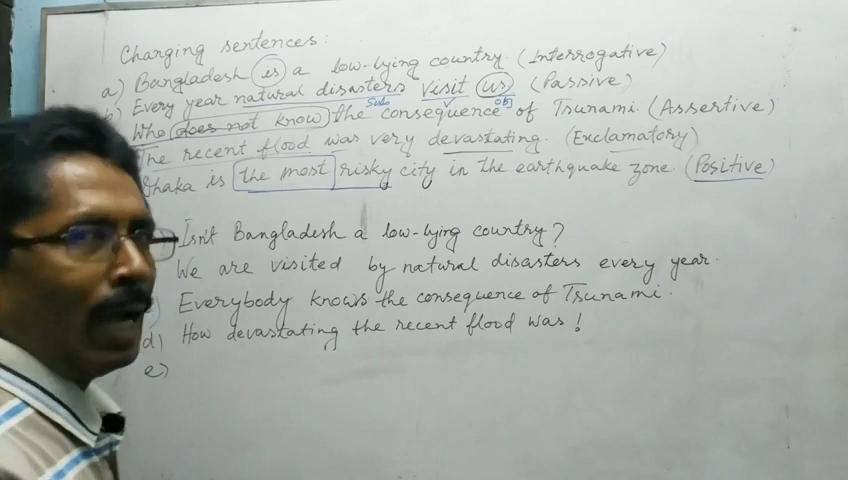 Changing sentences:
a) Bangladesh is a low-lying country. (Interrogative)
b) Every year natural disasters visit us (Passive)
Sub V obj
Who does not know the consequence of Tsunami. (Assertive)
The recent flood was very devastating. (Exclamatory)
Dhaka is the most risky city in the earthquake zone (Positive)
Isn't Bangladesh a low-lying country?
We are visited by natural disasters every year.
Everybody knows the consequence of Tsunami.
d) How devastating the recent flood was!
e)